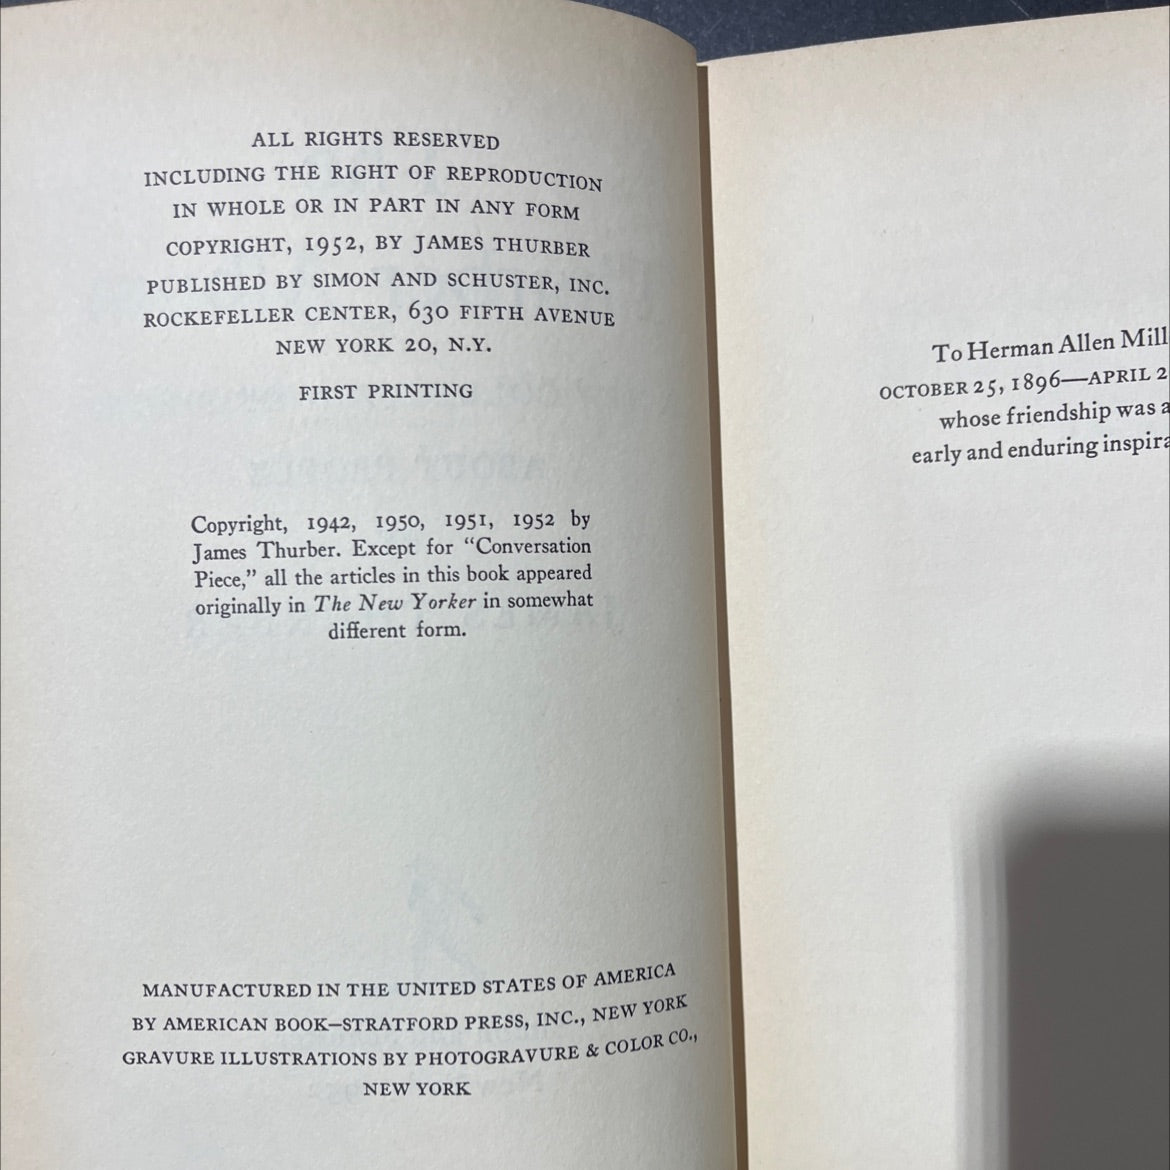 ALL RIGHTS RESERVED
INCLUDING THE RIGHT OF REPRODUCTION
IN WHOLE OR IN PART IN ANY FORM
COPYRIGHT, 1952, BY JAMES THURBER
PUBLISHED BY SIMON AND SCHUSTER, INC.
ROCKEFELLER CENTER, 630 FIFTH AVENUE
NEW YORK 20, N.Y.
FIRST PRINTING
Copyright, 1942, 1950, 1951, 1952 by
James Thurber. Except for “Conversation
Piece,” all the articles in this book appeared
originally in The New Yorker in somewhat
different form.
MANUFACTURED IN THE UNITED STATES OF AMERICA
BY AMERICAN BOOK–STRATFORD PRESS, INC., NEW YORK
GRAVURE ILLUSTRATIONS BY PHOTOGRAVURE & COLOR CO.,
NEW YORK
To Herman Allen Mill
OCTOBER 25, 1896—APRIL 2
whose friendship was a
early and enduring inspira